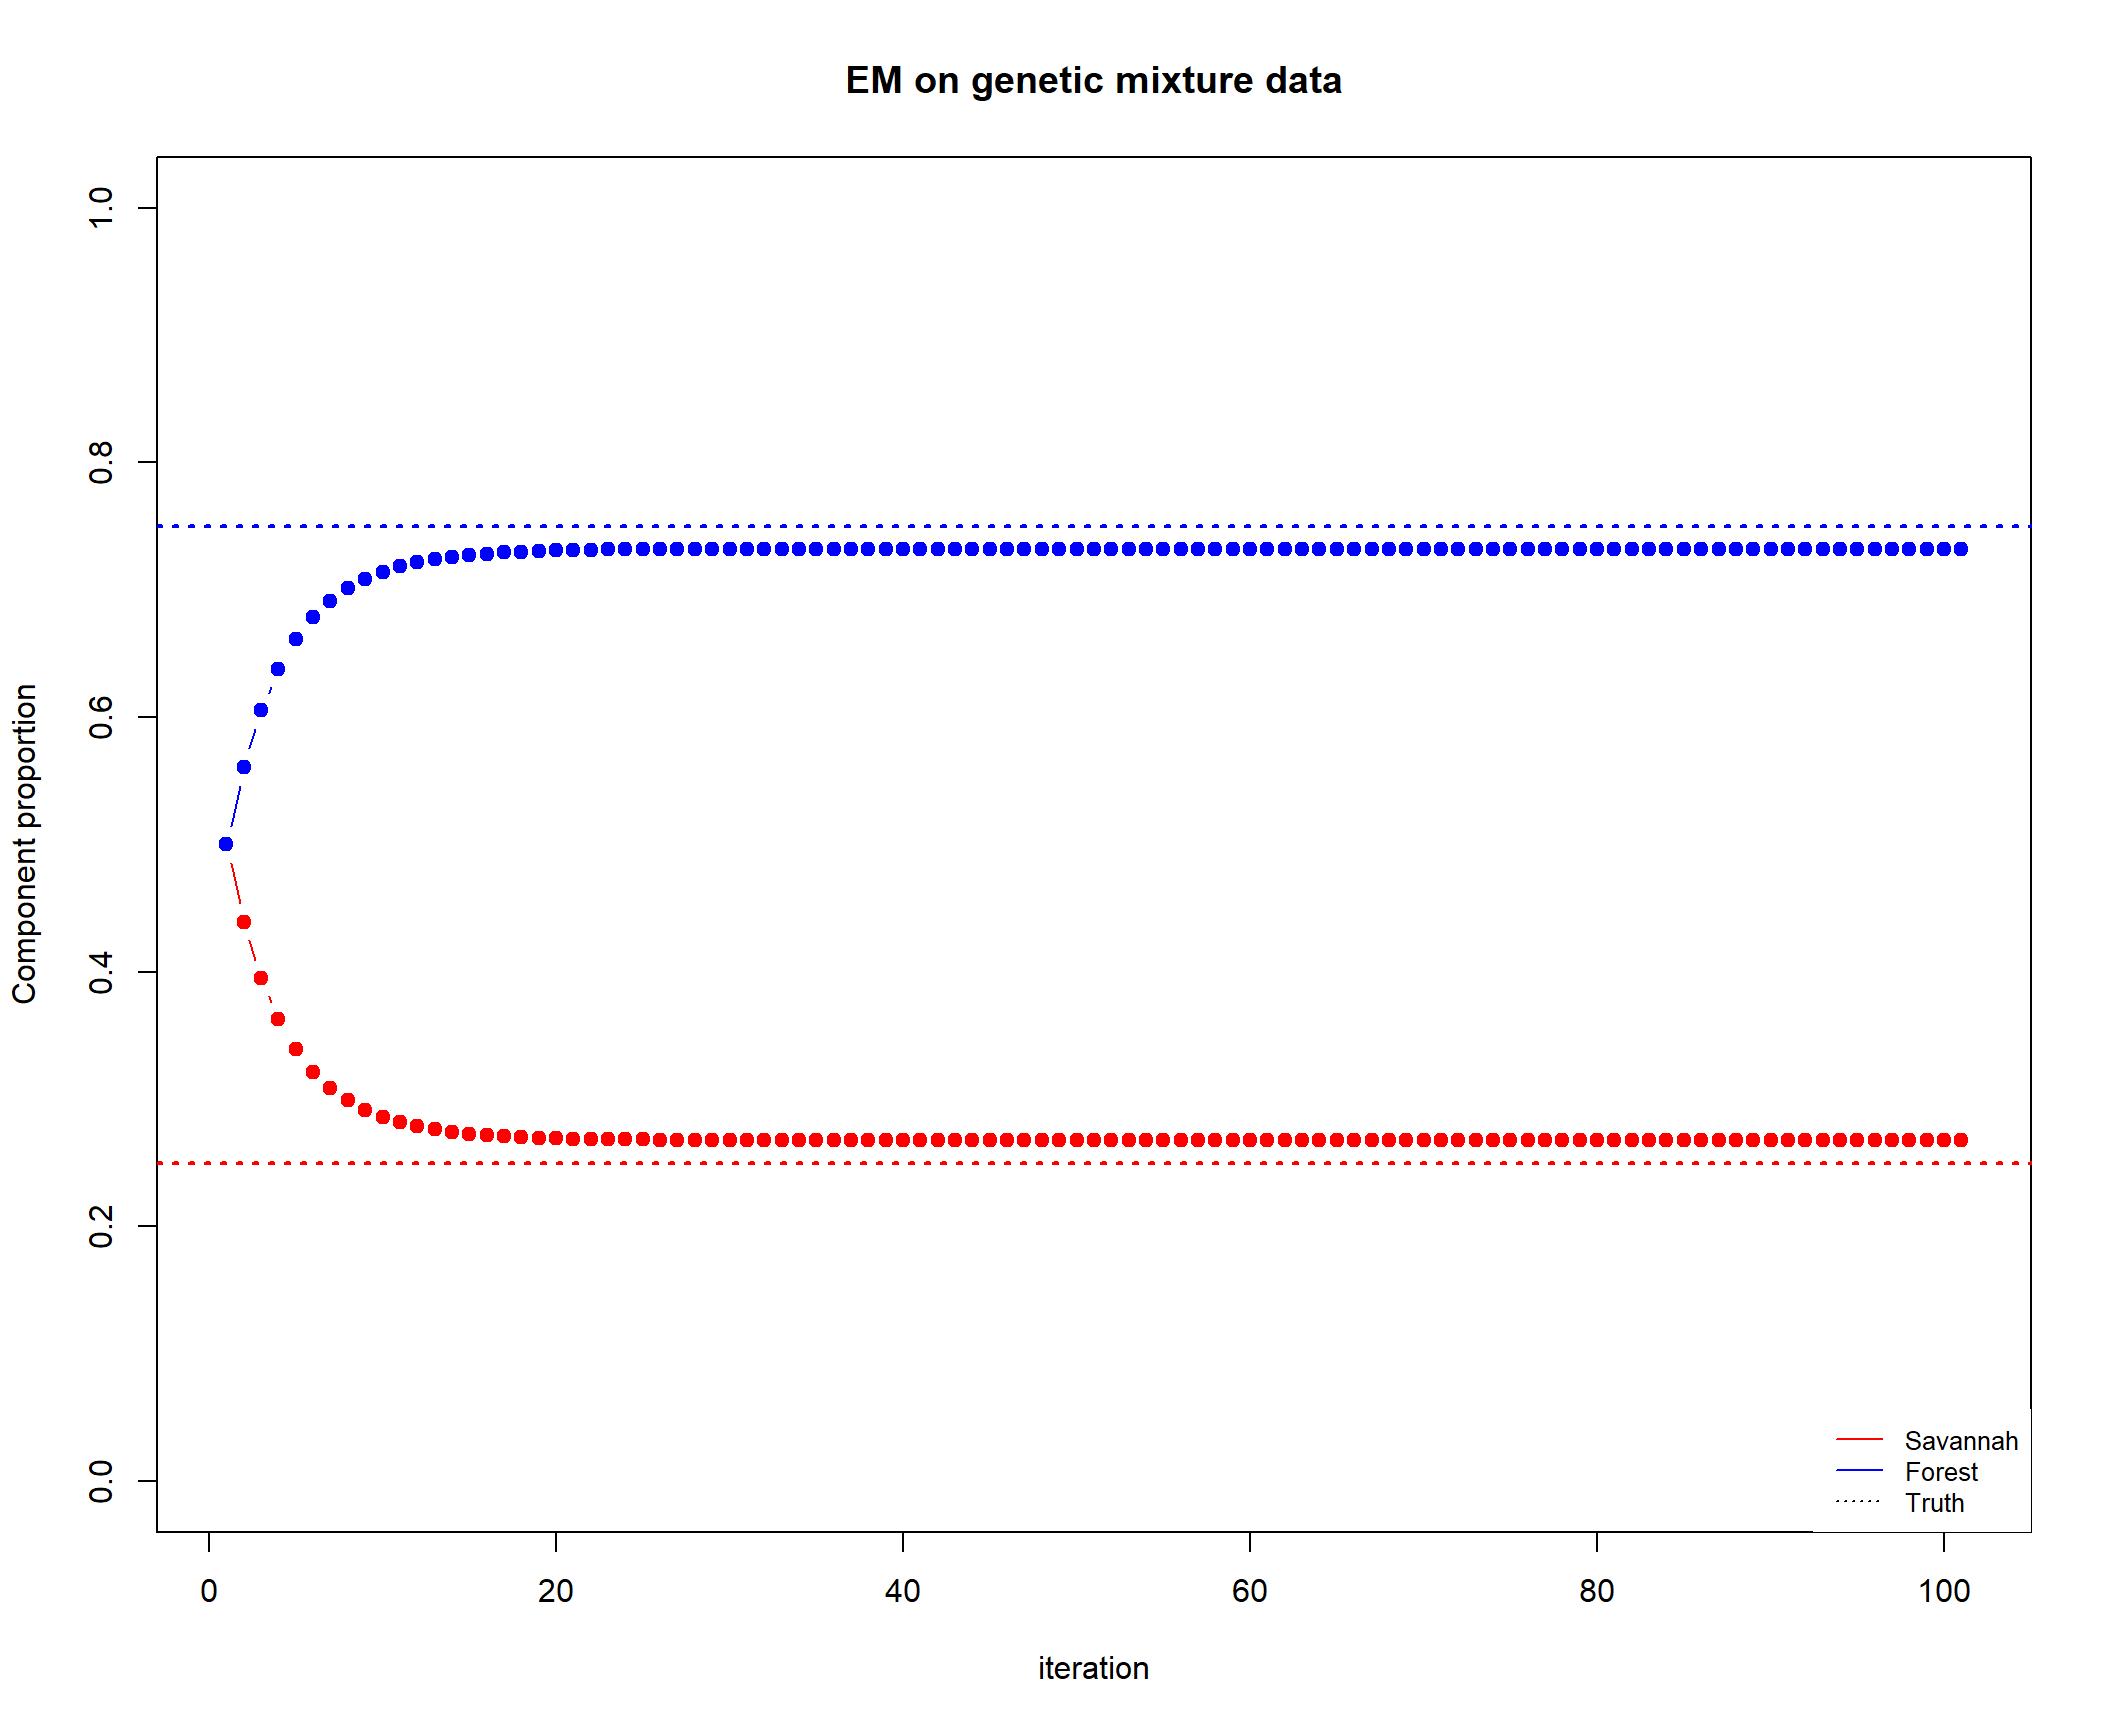 EM on genetic mixture data
Component proportion
1.0
0.8
0.6
0.4
0.2
0.0
Savannah
Forest
Truth
0 20 40 60 80 100
iteration